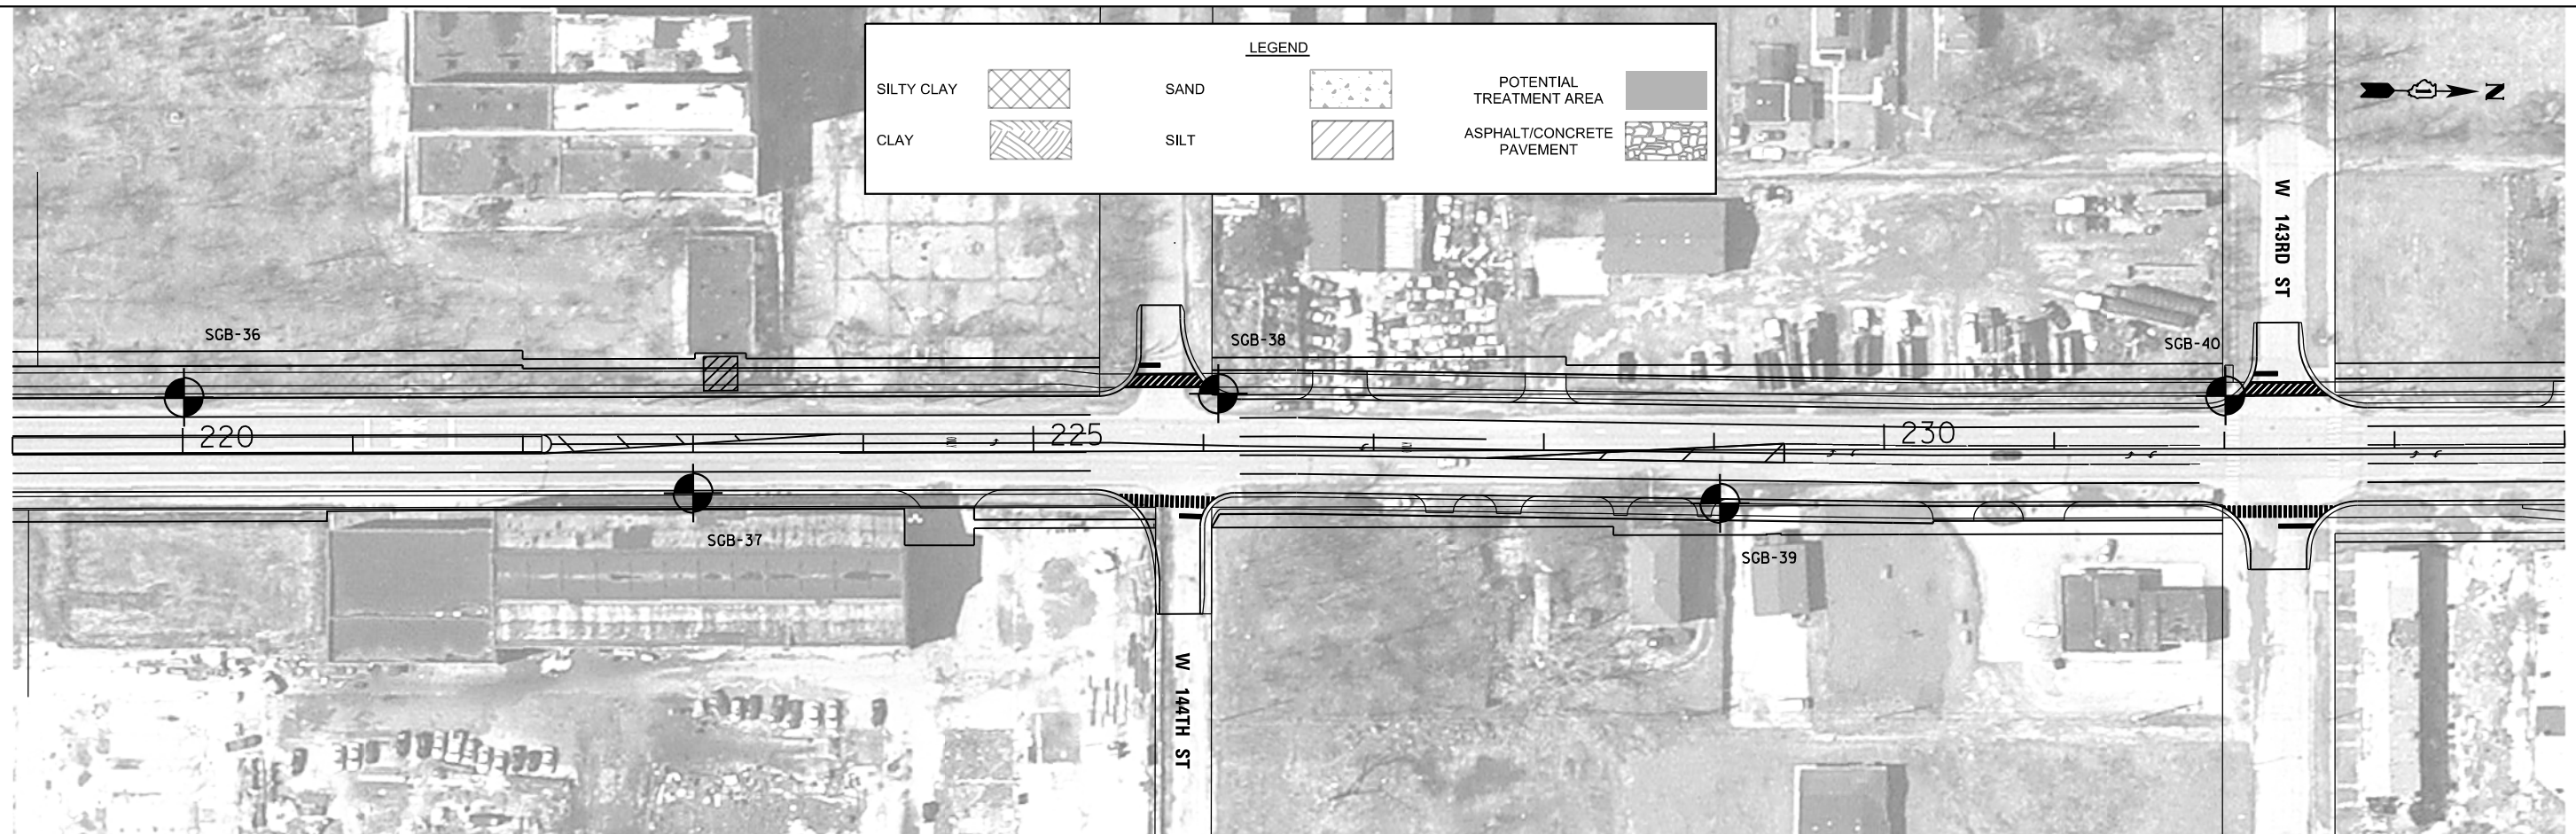 LEGEND
SILTY CLAY
SAND
POTENTIAL
TREATMENT AREA
CLAY
SILT
ASPHALT/CONCRETE
PAVEMENT
N
W 143RD ST
SGB-36
SGB-38
SGB-40
220
225
230
SGB-37
SGB-39
W 144TH ST